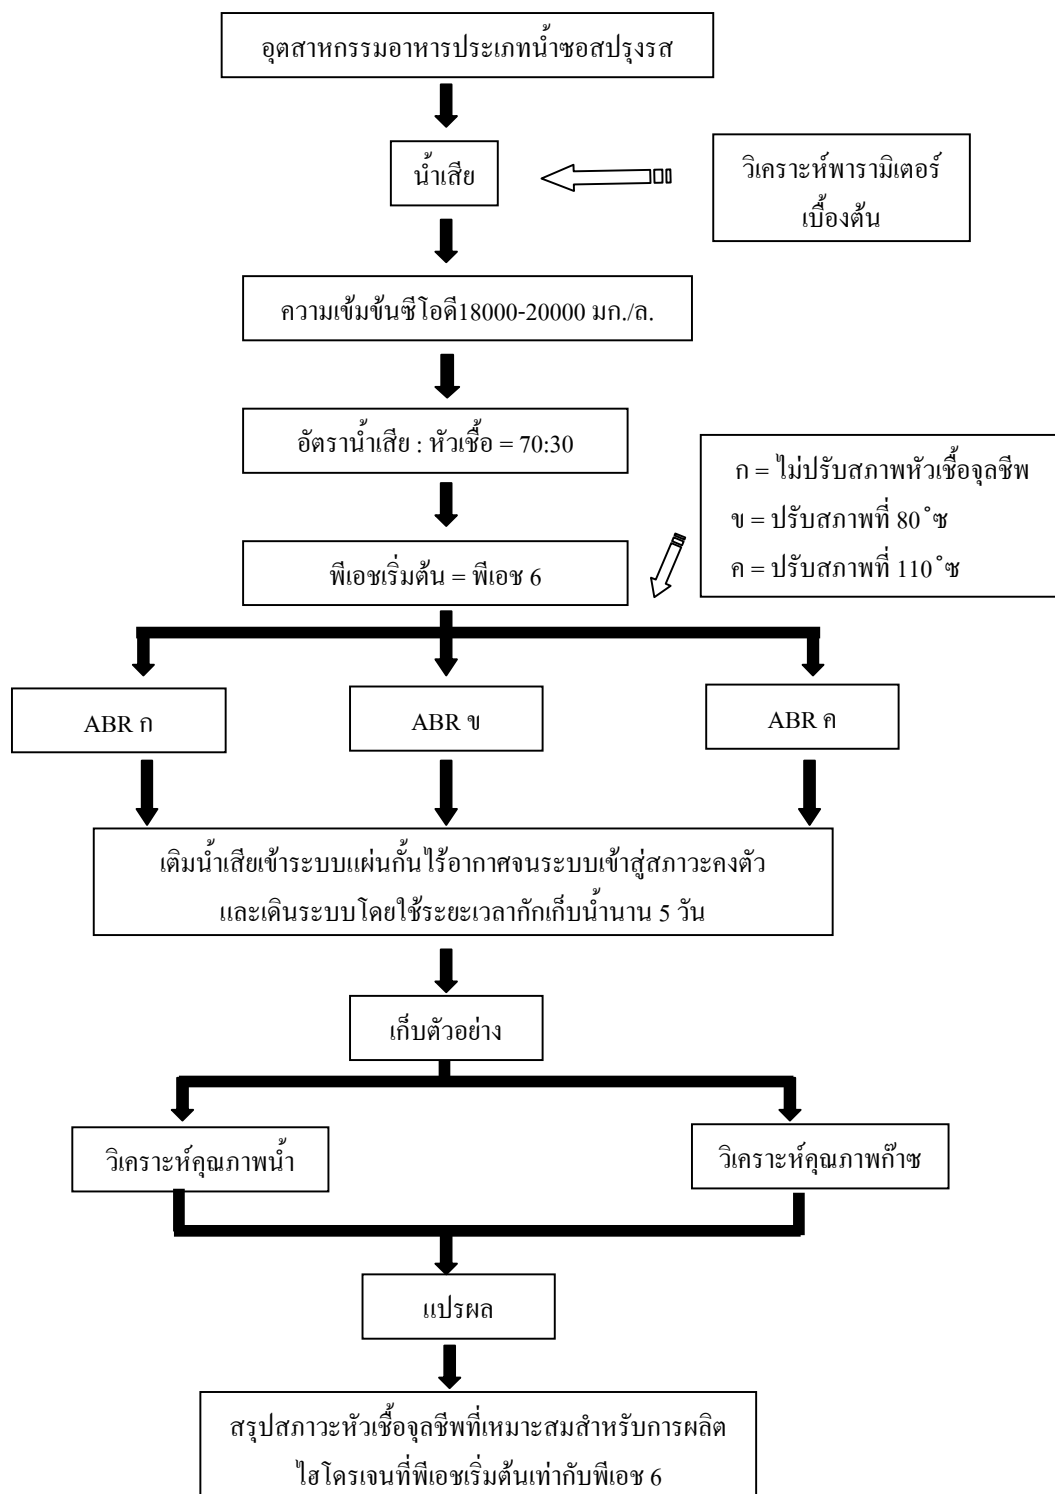 อุตสาหกรรมอาหารประเภทน้ำซอสปรุงรส
น้ำเสีย
วิเคราะห์พารามิเตอร์
เบื้องต้น
ความเข้มข้นซีโอดี18000-20000 มก./ล.
อัตราน้ำเสีย : หัวเชื้อ = 70:30
ก = ไม่ปรับสภาพหัวเชื้อจุลชีพ
ข = ปรับสภาพที่ 80 ํซ
ค = ปรับสภาพที่ 110 ํซ
พีเอชเริ่มต้น = พีเอช 6
ABR ก
ABR ข
ABR ค
เติมน้ำเสียเข้าระบบแผ่นกั้นไร้อากาศจนระบบเข้าสู่สภาวะคงตัว
และเดินระบบโดยใช้ระยะเวลากักเก็บน้ำนาน 5 วัน
เก็บตัวอย่าง
วิเคราะห์คุณภาพน้ำ
วิเคราะห์คุณภาพก๊าซ
แปรผล
สรุปสภาวะหัวเชื้อจุลชีพที่เหมาะสมสำหรับการผลิต
ไฮโดรเจนที่พีเอชเริ่มต้นเท่ากับพีเอช 6